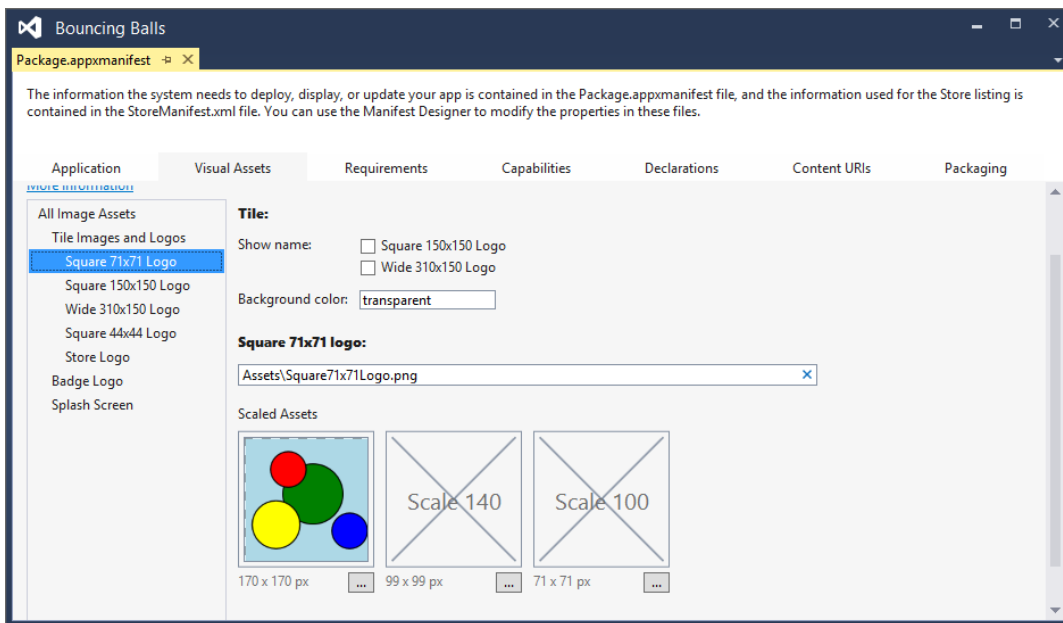 Bouncing Balls
Package.appxmanifest
The information the system needs to deploy, display, or update your app is contained in the Package.appxmanifest file, and the information used for the Store listing is
contained in the StoreManifest.xml file. You can use the Manifest Designer to modify the properties in these files.
Application Visual Assets Requirements Capabilities Declarations Content URIs Packaging
More information
All Image Assets
Tile Images and Logos
Square 71x71 Logo
Square 150x150 Logo
Wide 310x150 Logo
Square 44x44 Logo
Store Logo
Badge Logo
Splash Screen
Tile:
Show name: Square 150x150 Logo
Wide 310x150 Logo
Background color: transparent
Square 71x71 logo:
Assets\Square71x71Logo.png
Scaled Assets
Scale 140 Scale 100
170 x 170 px ... 99 x 99 px ... 71 x 71 px ...